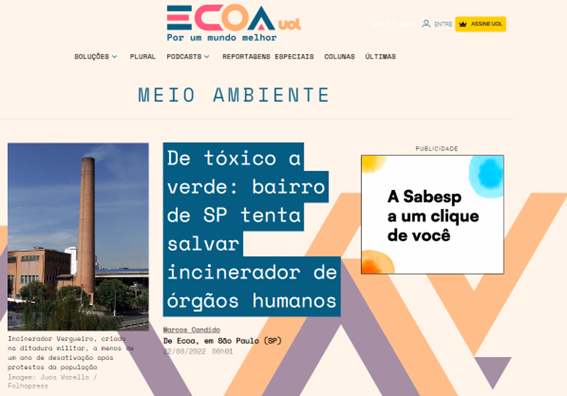 ECOA UOL
Por um mundo melhor
ENTRE
ASSINE UOL
SOLUÇÕES
PLURAL
PODCASTS
REPORTAGENS ESPECIAIS
COLUNAS
ÚLTIMAS
MEIO AMBIENTE
De tóxico a
verde: bairro
de SP tenta
salvar
incinerador de
órgãos humanos
Marcos Candido
De Ecoa, em São Paulo (SP)
22/08/2022 06h01
Incinerador Vergueiro, criado
na ditadura militar, a menos de
um ano de desativação após
protestos da população
Imagem: Juca Varella /
Folhapress
PUBLICIDADE
A Sabesp
a um clique
de você